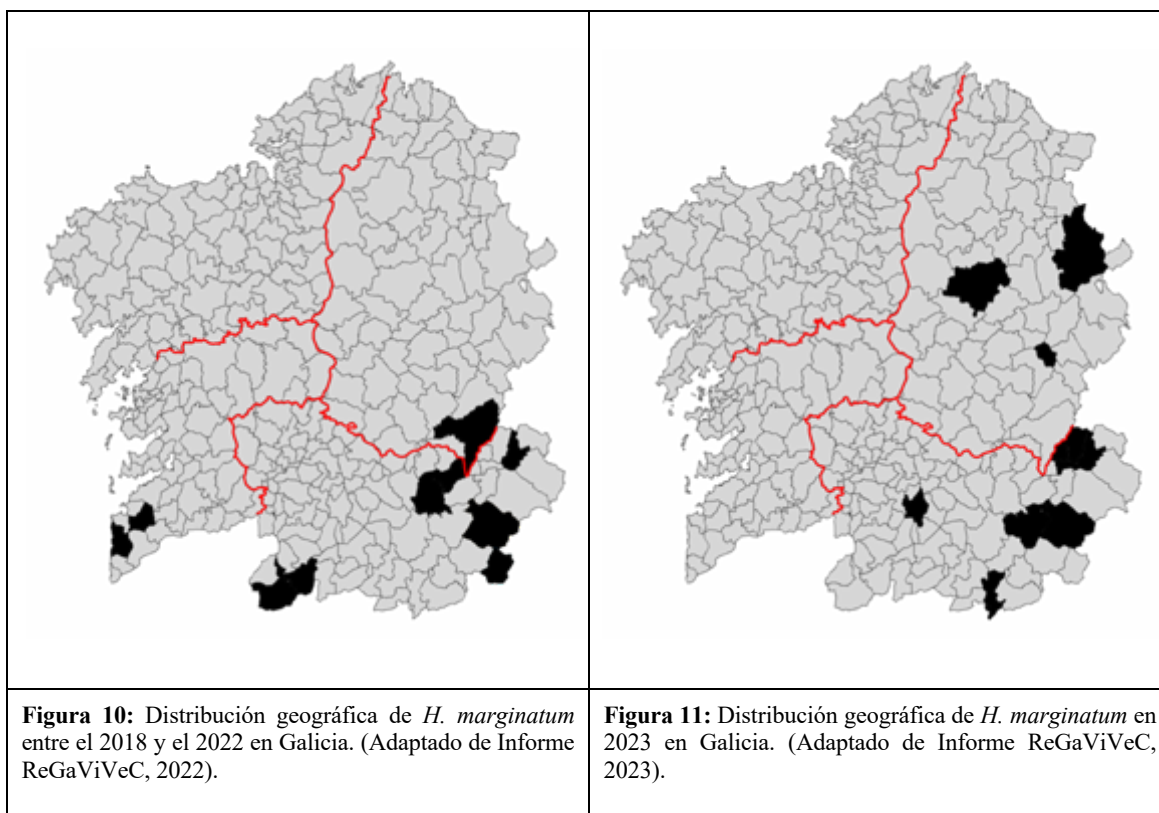 Figura 10: Distribución geográfica de H. marginatum
entre el 2018 y el 2022 en Galicia. (Adaptado de Informe
ReGaViVeC, 2022).
Figura 11: Distribución geográfica de H. marginatum en
2023 en Galicia. (Adaptado de Informe ReGaViVeC,
2023).